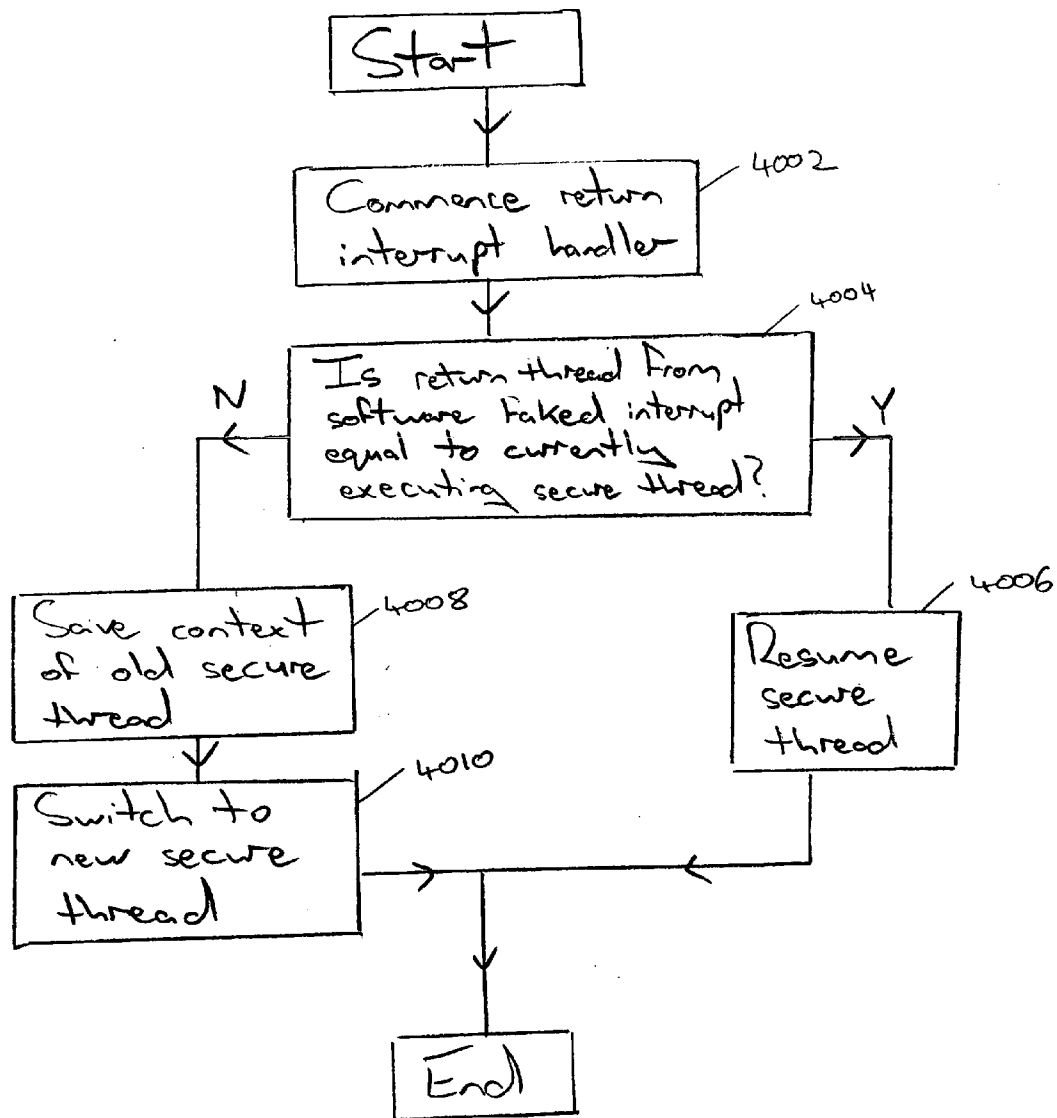 Start
4002
Commence return
interrupt handler
4004
Is return thread from
software faked interrupt
equal to currently
executing secure thread?
N
Y
4008
Save context
of old secure
thread
4006
Resume
secure
thread
4010
Switch to
new secure
thread
End